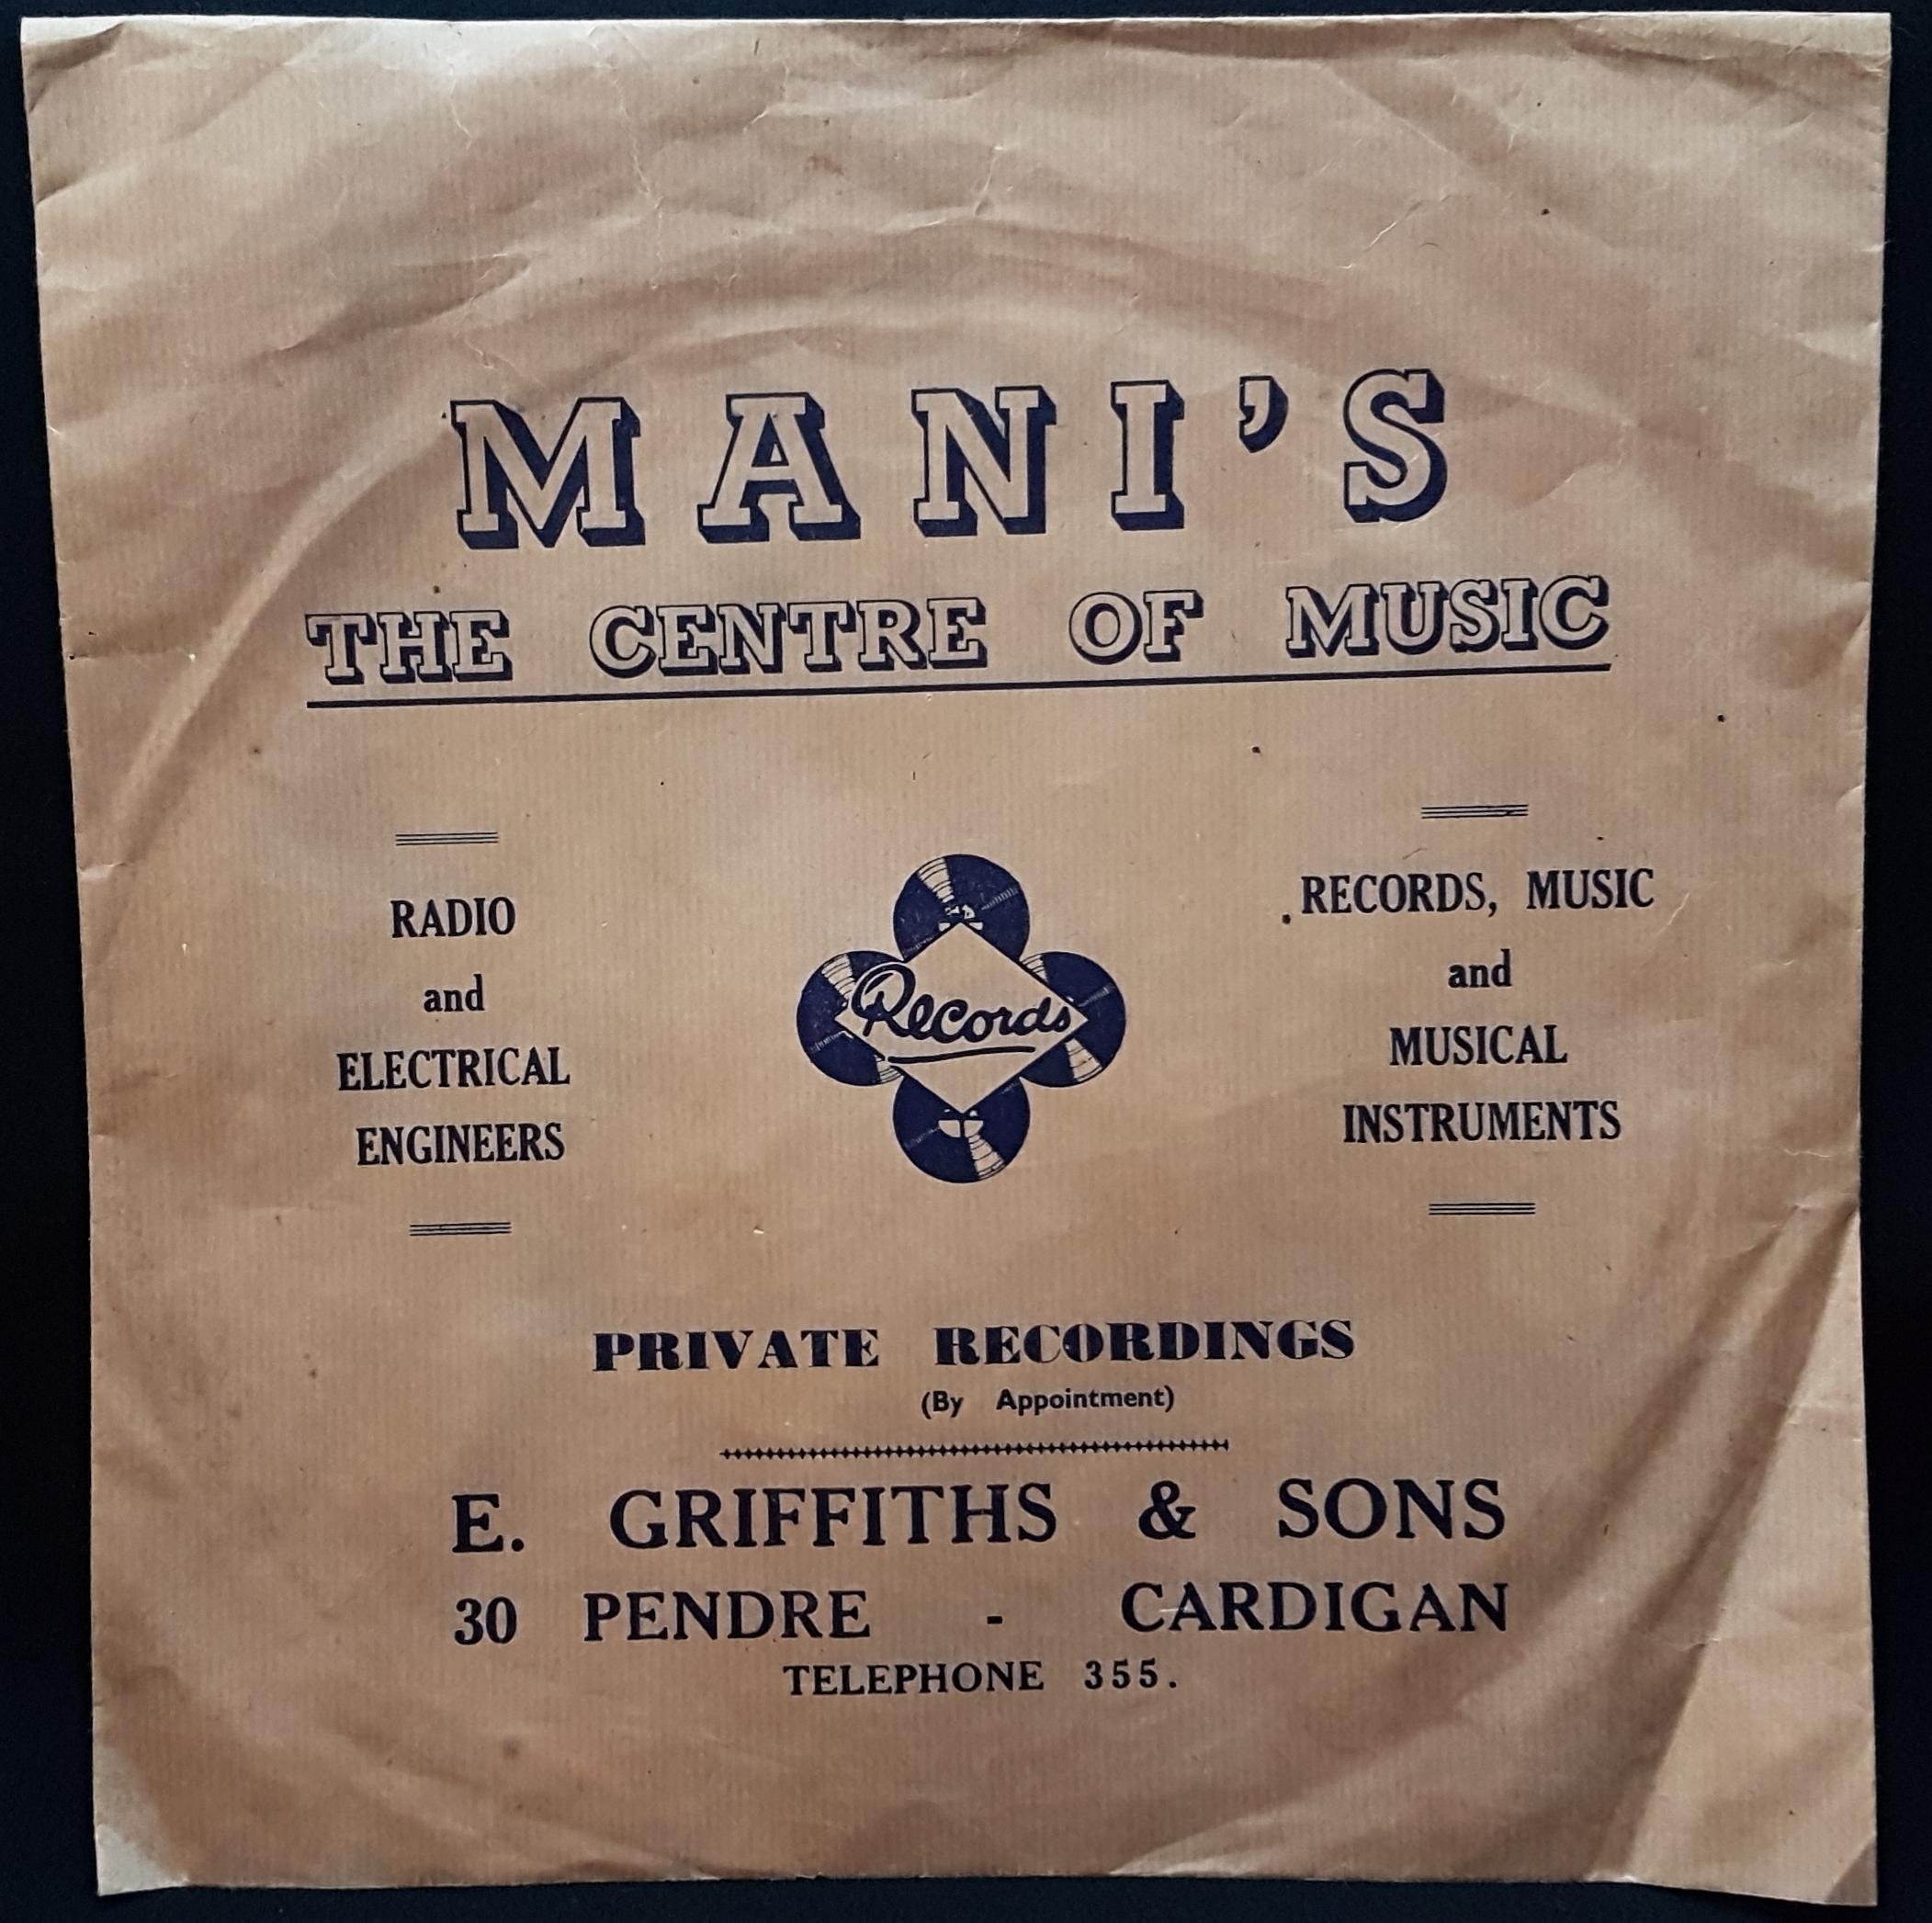 MANI'S
THE CENTRE OF MUSIC
RADIO
and
ELECTRICAL
ENGINEERS
Records
RECORDS, MUSIC
and
MUSICAL
INSTRUMENTS
PRIVATE RECORDINGS
(By Appointment)
E. GRIFFITHS & SONS
30 PENDRE - CARDIGAN
TELEPHONE 355.